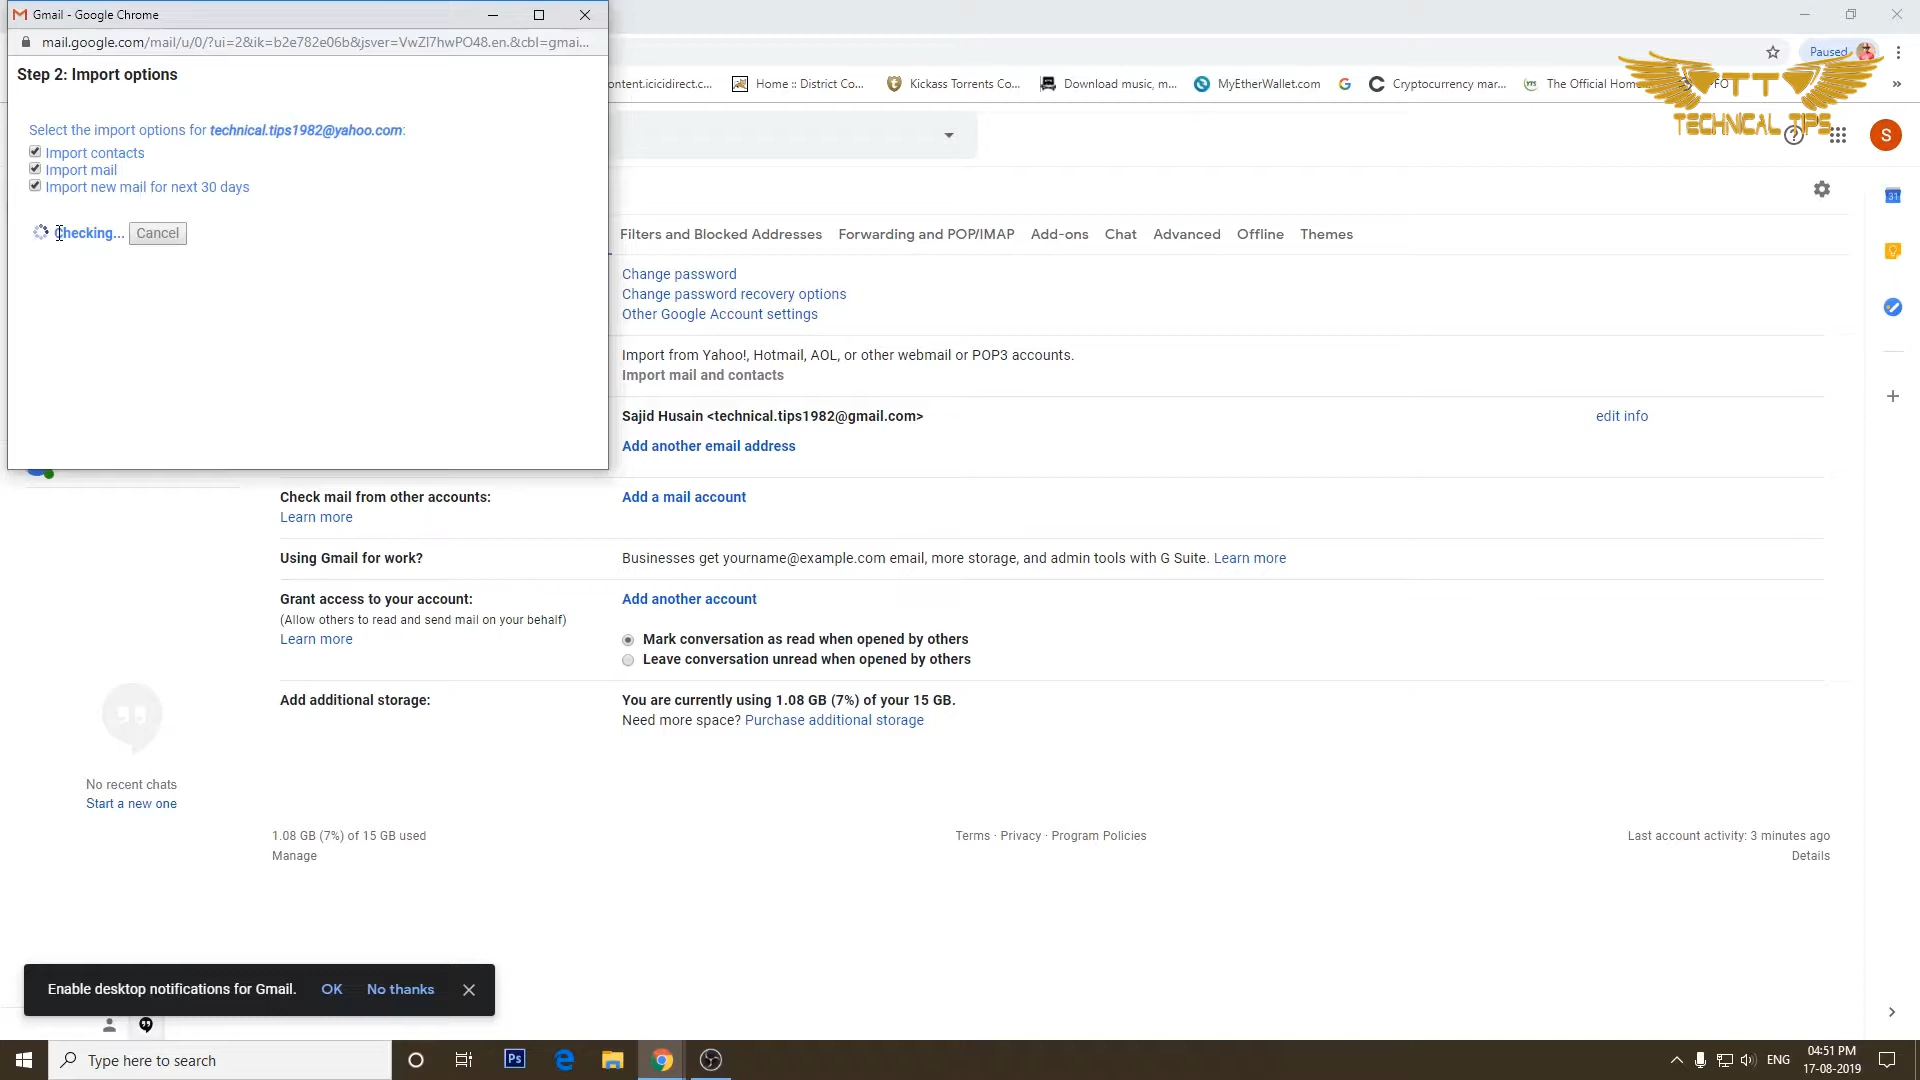 Gmail - Google Chrome
mail.google.com/mail/u/0/?ui=2&ik=b2e782e06b&jsver=VwZl7hwPO48.en.&cbl=gmai...
Step 2: Import options
Select the import options for technical.tips1982@yahoo.com:
Import contacts
Import mail
Import new mail for next 30 days
Checking... Cancel
Paused
ontent.icicidirect.c... Home :: District Co... Kickass Torrents Co... Download music, m... MyEtherWallet.com Cryptocurrency mar... The Official Hom »
TT
TECHNICAL TIPS
S
31
Filters and Blocked Addresses Forwarding and POP/IMAP Add-ons Chat Advanced Offline Themes
Change password
Change password recovery options
Other Google Account settings
Import from Yahoo!, Hotmail, AOL, or other webmail or POP3 accounts.
Import mail and contacts
Sajid Husain <technical.tips1982@gmail.com> edit info
Add another email address
Check mail from other accounts: Add a mail account
Learn more
Using Gmail for work? Businesses get yourname@example.com email, more storage, and admin tools with G Suite. Learn more
Grant access to your account: Add another account
(Allow others to read and send mail on your behalf)
Learn more
Mark conversation as read when opened by others
Leave conversation unread when opened by others
Add additional storage: You are currently using 1.08 GB (7%) of your 15 GB.
Need more space? Purchase additional storage
No recent chats
Start a new one
1.08 GB (7%) of 15 GB used Terms · Privacy · Program Policies Last account activity: 3 minutes ago
Manage Details
Enable desktop notifications for Gmail. OK No thanks
Type here to search
Ps
ENG
04:51 PM
17-08-2019